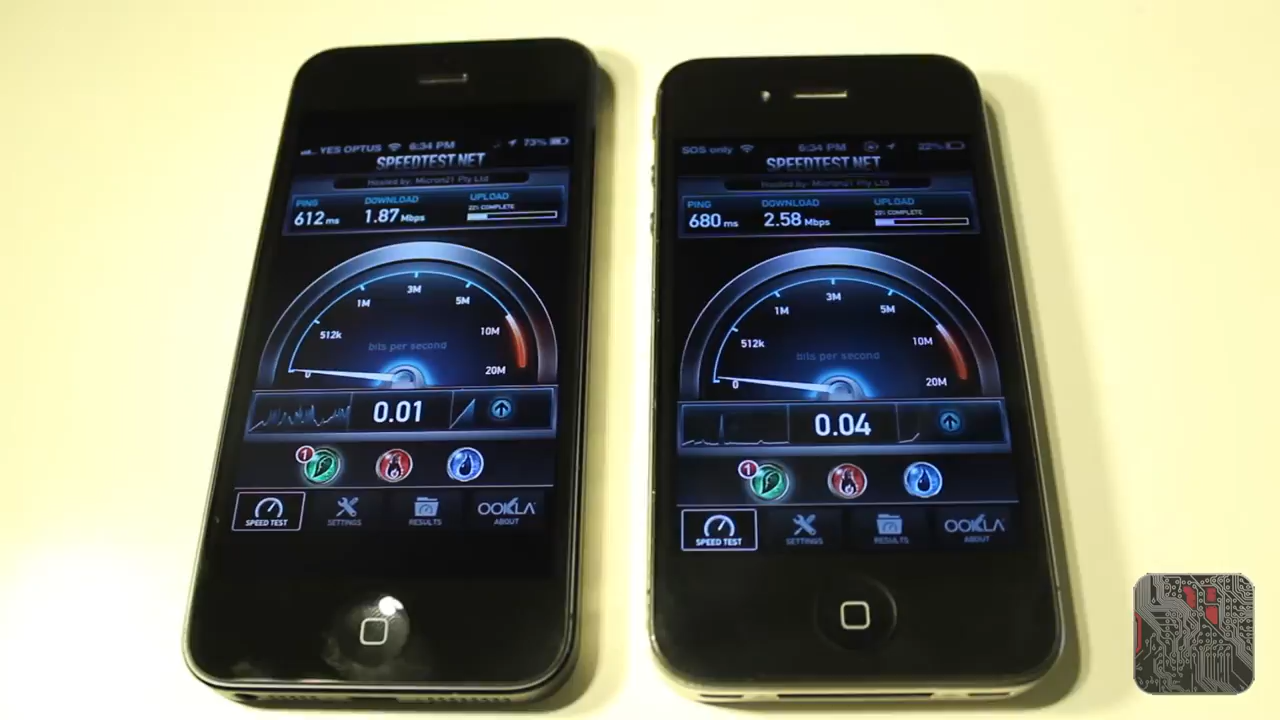 YES OPTUS 6:34 PM 73%
SPEEDTEST.NET
Hosted by: Micron21 Pty Ltd
PING DOWNLOAD UPLOAD
22% COMPLETE
612 ms 1.87 Mbps
3M
1M 5M
512k 10M
bits per second
0 20M
0.01
1
SPEED TEST SETTINGS RESULTS OOKLA ABOUT
SOS only 6:34 PM 22%
SPEEDTEST.NET
Hosted by: Micron21 Pty Ltd
PING DOWNLOAD UPLOAD
680 ms 2.58 Mbps
COMPLETE
3M
1M 5M
512k 10M
bits per second
0 20M
0.04
1
SPEED TEST SETTINGS RESULTS OOKLA ABOUT